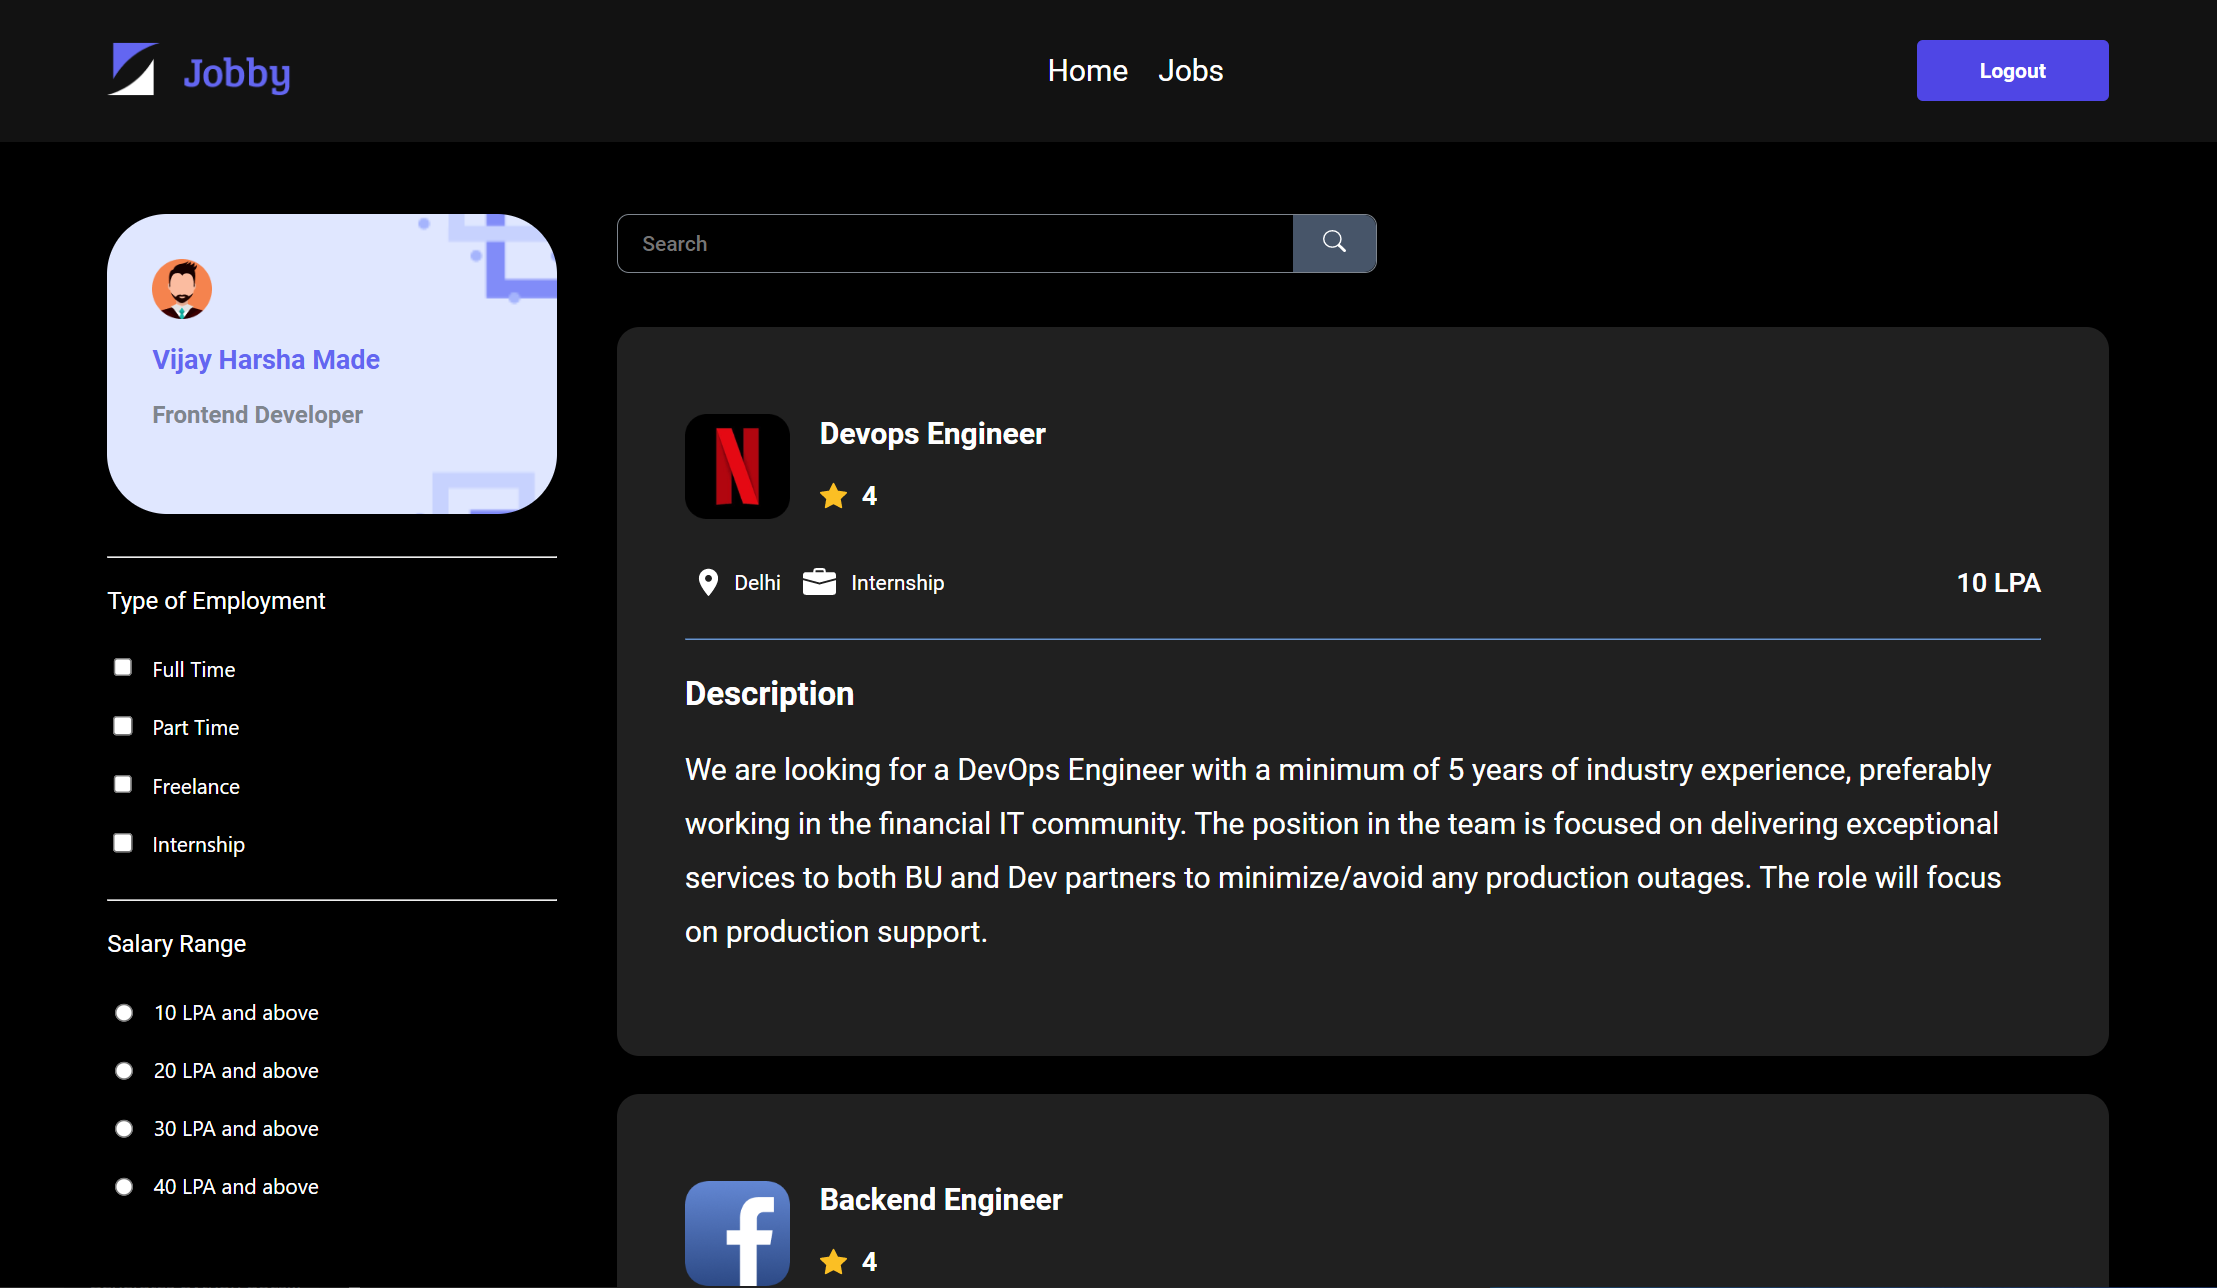 Jobby
Home Jobs
Logout
Vijay Harsha Made
Frontend Developer
Type of Employment
Full Time
Part Time
Freelance
Internship
Salary Range
10 LPA and above
20 LPA and above
30 LPA and above
40 LPA and above
Search
N
Devops Engineer
4
Delhi Internship 10 LPA
Description
We are looking for a DevOps Engineer with a minimum of 5 years of industry experience, preferably
working in the financial IT community. The position in the team is focused on delivering exceptional
services to both BU and Dev partners to minimize/avoid any production outages. The role will focus
on production support.
f
Backend Engineer
4